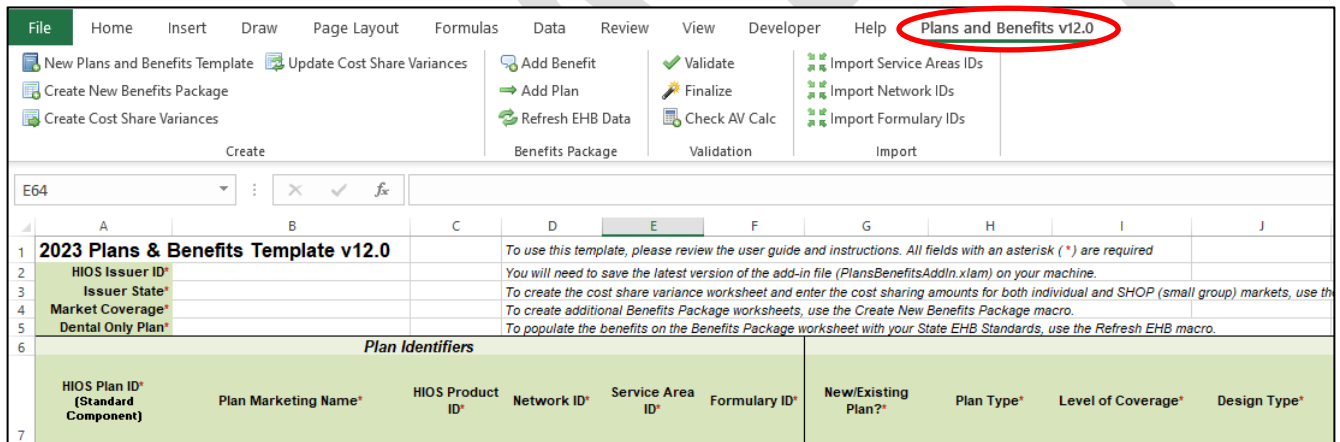 File Home Insert Draw Page Layout Formulas Data Review View Developer Help Plans and Benefits v12.0
New Plans and Benefits Template Update Cost Share Variances Add Benefit Validate Import Service Areas IDs
Create New Benefits Package Add Plan Finalize Import Network IDs
Create Cost Share Variances Refresh EHB Data Check AV Calc Import Formulary IDs
Create Benefits Package Validation Import
E64 fx
A B C D E F G H I J
1 2023 Plans & Benefits Template v12.0 To use this template, please review the user guide and instructions. All fields with an asterisk (*) are required
2 HIOS Issuer ID* You will need to save the latest version of the add-in file (PlansBenefitsAddIn.xlam) on your machine.
3 Issuer State* To create the cost share variance worksheet and enter the cost sharing amounts for both individual and SHOP (small group) markets, use the
4 Market Coverage* To create additional Benefits Package worksheets, use the Create New Benefits Package macro.
5 Dental Only Plan* To populate the benefits on the Benefits Package worksheet with your State EHB Standards, use the Refresh EHB macro.
6 Plan Identifiers
HIOS Plan ID*
(Standard
Component)
Plan Marketing Name*
HIOS Product
ID*
Network ID*
Service Area
ID*
Formulary ID*
New/Existing
Plan?*
Plan Type*
Level of Coverage*
Design Type*
7